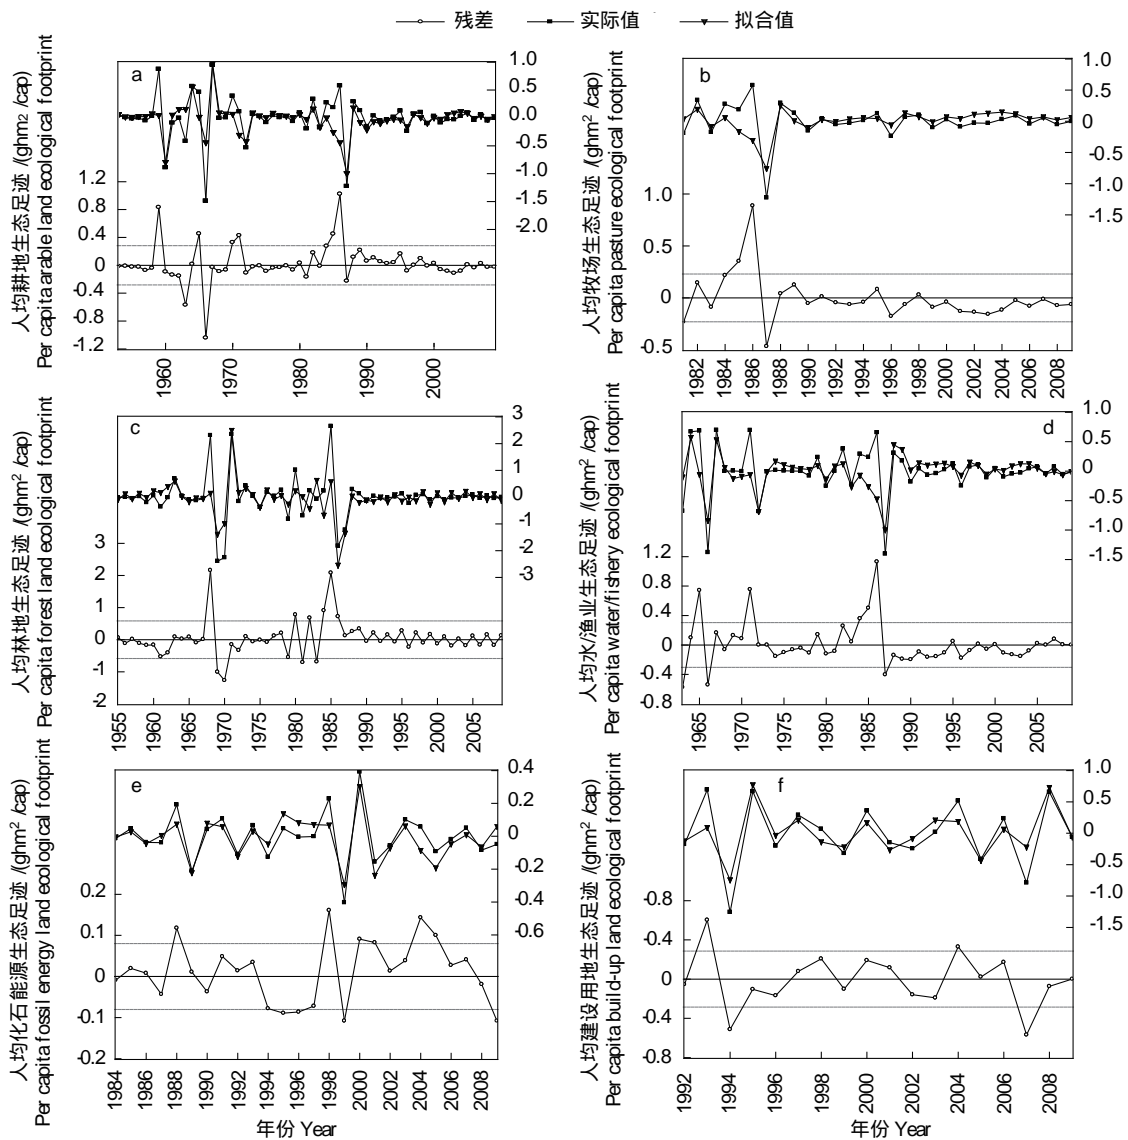 残差 实际值 拟合值
a
人均耕地生态足迹 /(ghm2 /cap)
Per capita arable land ecological footprint
1.0
0.5
0.0
-0.5
-1.0
-1.5
-2.0
1.2
0.8
0.4
0
-0.4
-0.8
-1.2
1960 1970 1980 1990 2000
b
人均牧场生态足迹 /(ghm2 /cap)
Per capita pasture ecological footprint
1.0
0.5
0
-0.5
-1.0
-1.5
1.0
0.5
0
-0.5
1982 1984 1986 1988 1990 1992 1994 1996 1998 2000 2002 2004 2006 2008
c
人均林地生态足迹 /(ghm² /cap)
Per capita forest land ecological footprint
3
2
1
0
-1
-2
-3
3
2
1
0
-1
-2
1955 1960 1965 1970 1975 1980 1985 1990 1995 2000 2005
d
人均水/渔业生态足迹 /(ghm² /cap)
Per capita water/fishery ecological footprint
1.0
0.5
0
-0.5
-1.0
-1.5
1.2
0.8
0.4
0
-0.4
-0.8
1965 1970 1975 1980 1985 1990 1995 2000 2005
e
人均化石能源生态足迹 /(ghm² /cap)
Per capita fossil energy land ecological footprint
0.4
0.2
0
-0.2
-0.4
-0.6
0.2
0.1
0
-0.1
-0.2
1984 1986 1988 1990 1992 1994 1996 1998 2000 2002 2004 2006 2008
年份 Year
f
人均建设用地生态足迹 /(ghm² /cap)
Per capita build-up land ecological footprint
1.0
0.5
0
-0.5
-1.0
-1.5
-0.8
-0.4
0
-0.4
-0.8
1992 1994 1996 1998 2000 2002 2004 2006 2008
年份 Year